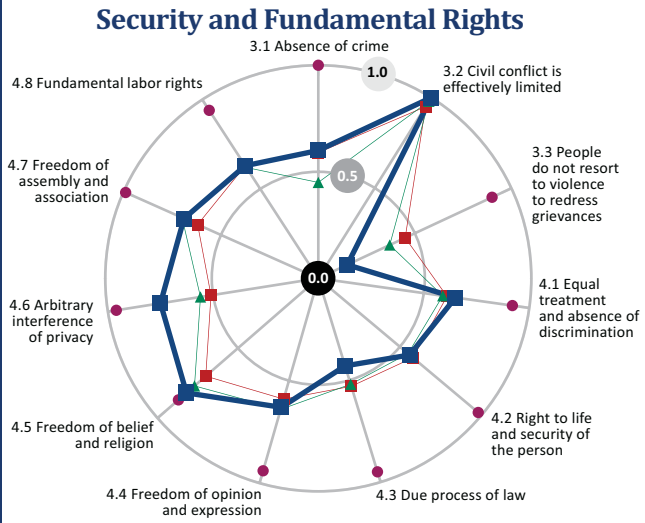 Security and Fundamental Rights
3.1 Absence of crime
1.0
3.2 Civil conflict is
effectively limited
4.8 Fundamental labor rights
3.3 People
do not resort
to violence
to redress
grievances
4.7 Freedom of
assembly and
association
0.5
0.0
4.1 Equal
treatment
and absence of
discrimination
4.6 Arbitrary
interference
of privacy
4.2 Right to life
and security of
the person
4.5 Freedom of belief
and religion
4.4 Freedom of opinion
and expression
4.3 Due process of law